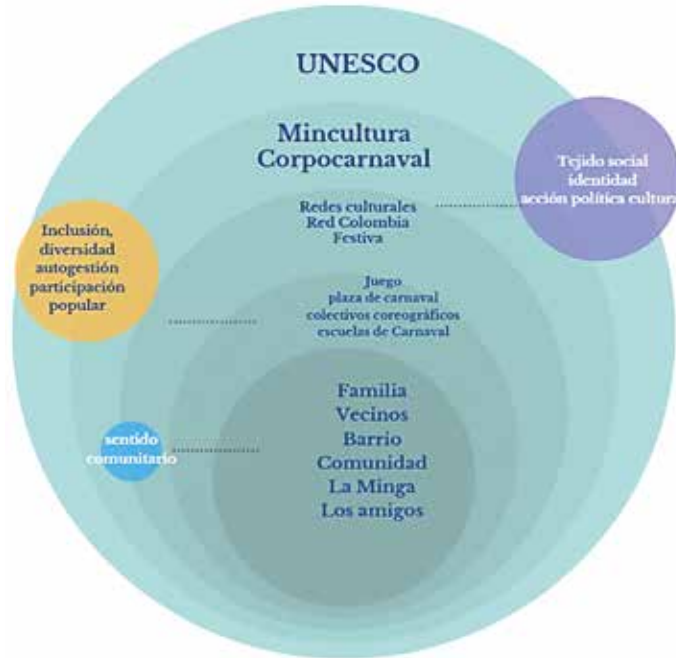 UNESCO
Mincultura
Corpocarnaval
Tejido social
identidad
acción política cultura
Redes culturales
Red Colombia
Festiva
Inclusión,
diversidad
autogestión
participación
popular
Juego
plaza de carnaval
colectivos coreográficos
escuelas de Carnaval
Familia
Vecinos
Barrio
Comunidad
La Minga
Los amigos
sentido
comunitario